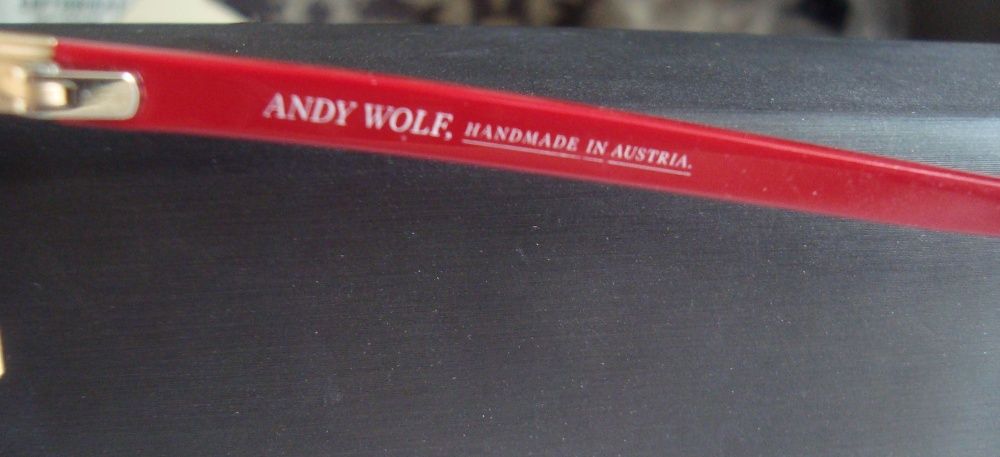 ANDY WOLF, HANDMADE IN AUSTRIA.